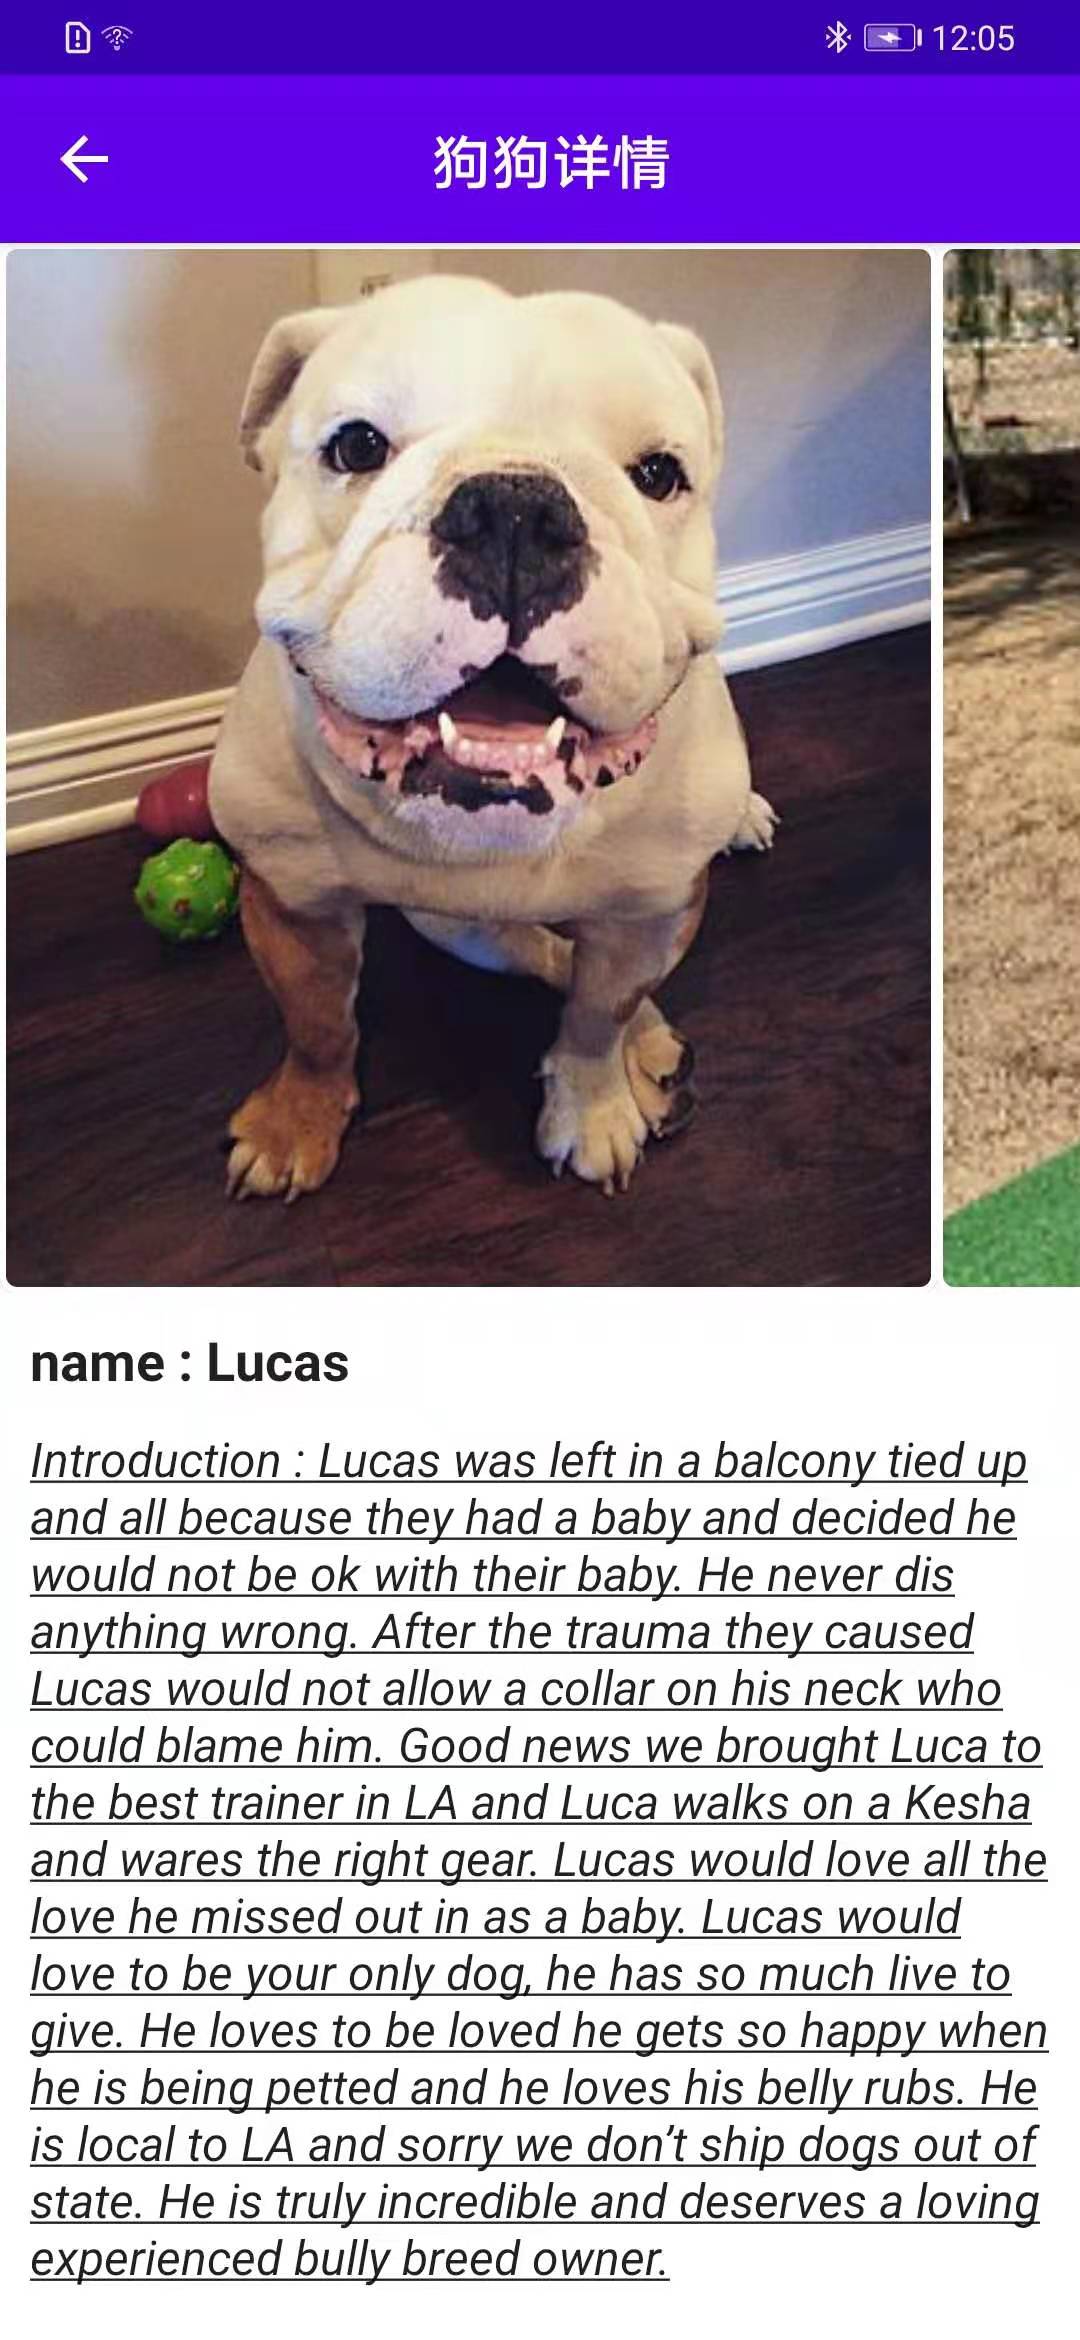 12:05
狗狗详情
name : Lucas
Introduction : Lucas was left in a balcony tied up
and all because they had a baby and decided he
would not be ok with their baby. He never dis
anything wrong. After the trauma they caused
Lucas would not allow a collar on his neck who
could blame him. Good news we brought Luca to
the best trainer in LA and Luca walks on a Kesha
and wares the right gear. Lucas would love all the
love he missed out in as a baby. Lucas would
love to be your only dog, he has so much live to
give. He loves to be loved he gets so happy when
he is being petted and he loves his belly rubs. He
is local to LA and sorry we don’t ship dogs out of
state. He is truly incredible and deserves a loving
experienced bully breed owner.